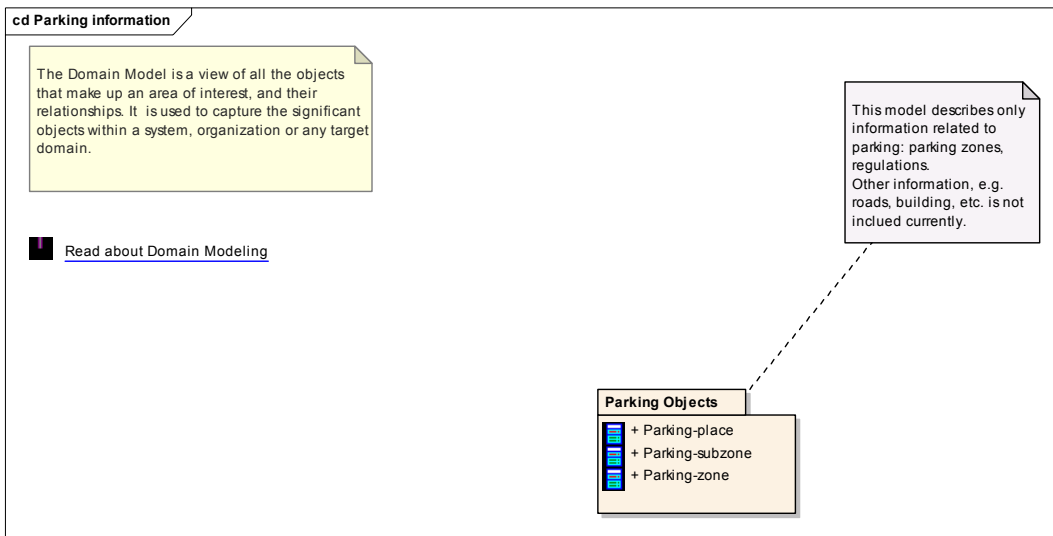 cd Parking information
The Domain Model is a view of all the objects
that make up an area of interest, and their
relationships. It is used to capture the significant
objects within a system, organization or any target
domain.
Read about Domain Modeling
This model describes only
information related to
parking: parking zones,
regulations.
Other information, e.g.
roads, building, etc. is not
inclued currently.
Parking Objects
+ Parking-place
+ Parking-subzone
+ Parking-zone